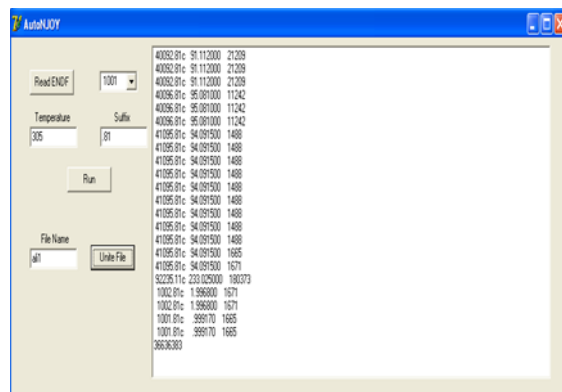 AutoNJOY
Read ENDF
1001
Temperature
Suffix
305
.81
Run
File Name
ali1
Unite File
40092.81c 91.112000 21209
40092.81c 91.112000 21209
40092.81c 91.112000 21209
40096.81c 95.081000 11242
40096.81c 95.081000 11242
40096.81c 95.081000 11242
41095.81c 94.091500 1488
41095.81c 94.091500 1488
41095.81c 94.091500 1488
41095.81c 94.091500 1488
41095.81c 94.091500 1488
41095.81c 94.091500 1488
41095.81c 94.091500 1488
41095.81c 94.091500 1488
41095.81c 94.091500 1488
41095.81c 94.091500 1665
41095.81c 94.091500 1671
92235.11c 233.025000 180373
1002.81c 1.996800 1671
1002.81c 1.996800 1671
1001.81c .999170 1665
1001.81c .999170 1665
36636383